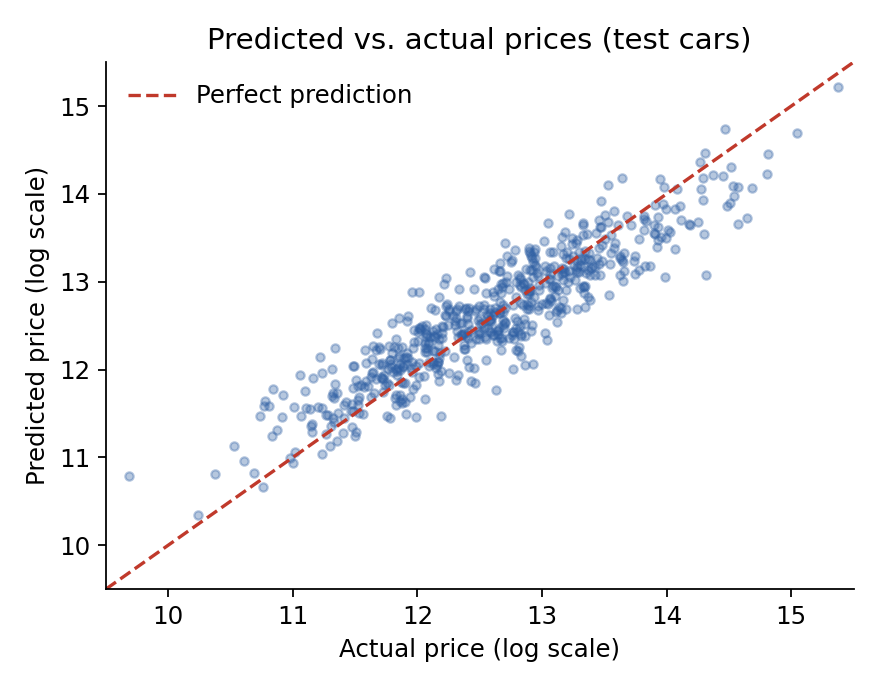 Predicted vs. actual prices (test cars)
Perfect prediction
Predicted price (log scale)
15
14
13
12
11
10
10 11 12 13 14 15
Actual price (log scale)